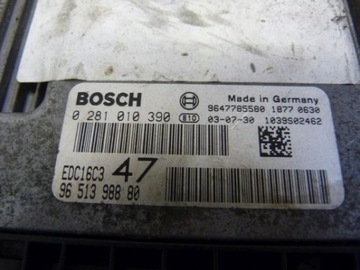 BOSCH
Made in Germany
9647785580 1877 0630
0 281 010 390 B10 03-07-30 1039S02462
EDC16C3 47
96 513 988 80